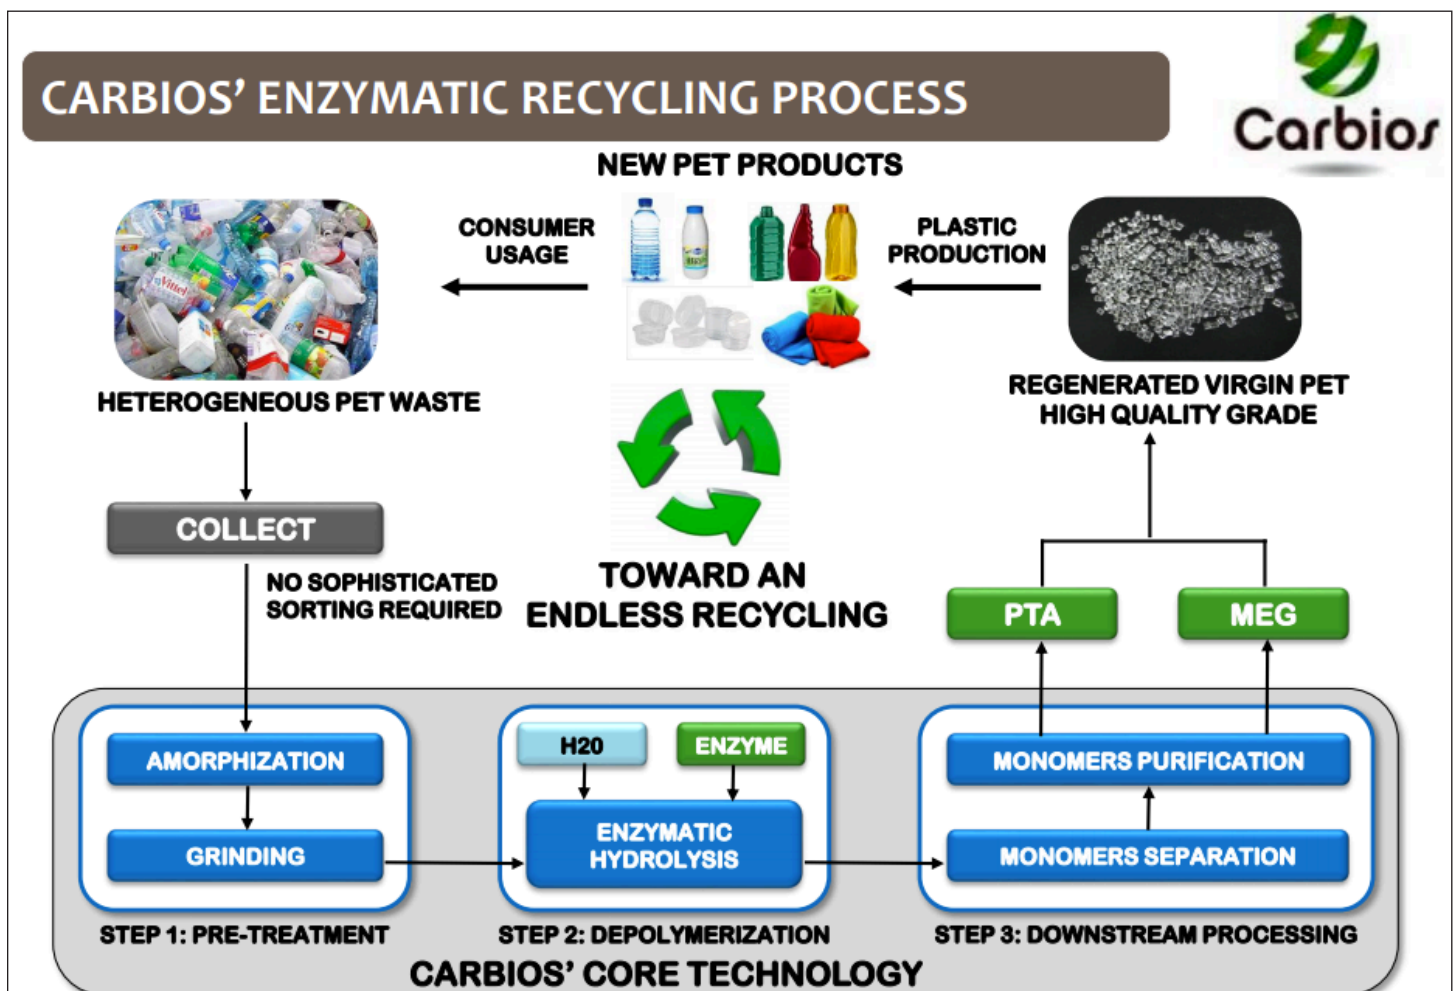 CARBIOS' ENZYMATIC RECYCLING PROCESS
Carbios
NEW PET PRODUCTS
CONSUMER
USAGE
PLASTIC
PRODUCTION
Vittel
HETEROGENEOUS PET WASTE
REGENERATED VIRGIN PET
HIGH QUALITY GRADE
COLLECT
NO SOPHISTICATED
SORTING REQUIRED
TOWARD AN
ENDLESS RECYCLING
PTA
MEG
AMORPHIZATION
GRINDING
STEP 1: PRE-TREATMENT
H20
ENZYME
ENZYMATIC
HYDROLYSIS
STEP 2: DEPOLYMERIZATION
MONOMERS PURIFICATION
MONOMERS SEPARATION
STEP 3: DOWNSTREAM PROCESSING
CARBIOS' CORE TECHNOLOGY